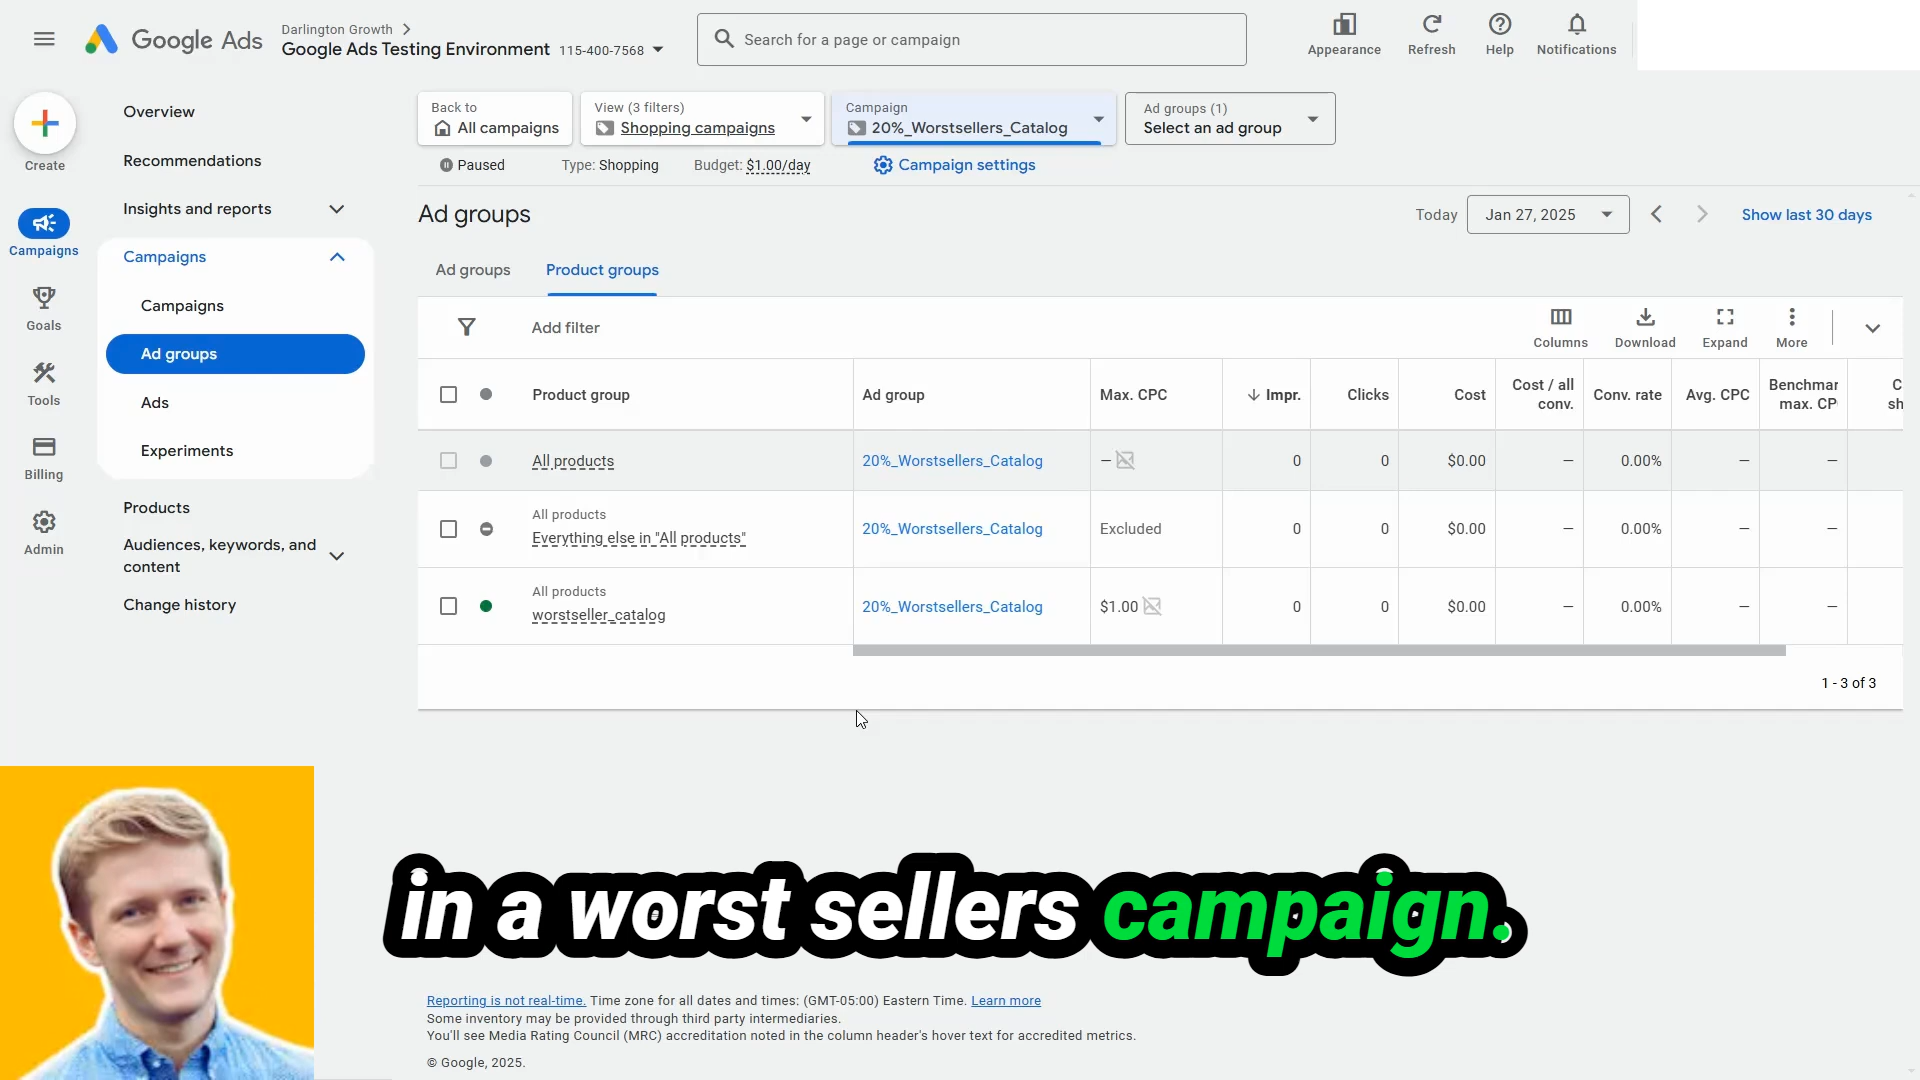 Google Ads
Darlington Growth
Google Ads Testing Environment 115-400-7568
Search for a page or campaign
Appearance
Refresh
Help
Notifications
Create
Campaigns
Goals
Tools
Billing
Admin
Overview
Recommendations
Insights and reports
Campaigns
Campaigns
Ad groups
Ads
Experiments
Products
Audiences, keywords, and
content
Change history
Back to
All campaigns
View (3 filters)
Shopping campaigns
Campaign
20%_Worstsellers_Catalog
Ad groups (1)
Select an ad group
Paused Type: Shopping Budget: $1.00/day Campaign settings
Ad groups
Today Jan 27, 2025 Show last 30 days
Ad groups Product groups
Add filter
Columns
Download
Expand
More
Product group Ad group Max. CPC Impr. Clicks Cost Cost / all
conv. Conv. rate Avg. CPC Benchmar
max. CP C
sh
All products 20%_Worstsellers_Catalog — 0 0 $0.00 — 0.00% — —
All products
Everything else in "All products" 20%_Worstsellers_Catalog Excluded 0 0 $0.00 — 0.00% — —
All products
worstseller_catalog 20%_Worstsellers_Catalog $1.00 0 0 $0.00 — 0.00% — —
1 - 3 of 3
in a worst sellers campaign.
Reporting is not real-time. Time zone for all dates and times: (GMT-05:00) Eastern Time. Learn more
Some inventory may be provided through third party intermediaries.
You'll see Media Rating Council (MRC) accreditation noted in the column header's hover text for accredited metrics.
© Google, 2025.